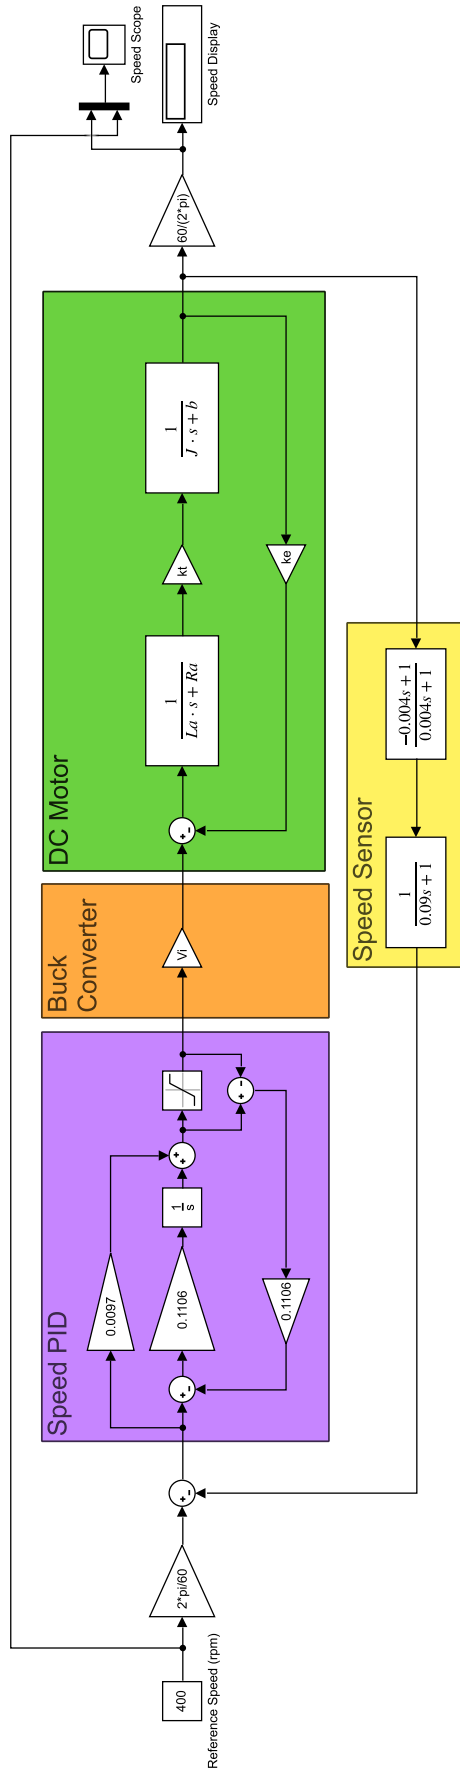 400
Reference Speed (rpm)
2*pi/60
+ -
Speed PID
0.0097
+ -
0.1106
1
s
+
+
+ -
0.1106
Buck
Converter
Vi
DC Motor
+ -
1
La · s + Ra
kt
1
J · s + b
ke
60/(2*pi)
Speed Scope
Speed Display
Speed Sensor
1
0.09s + 1
−0.004s + 1
0.004s + 1